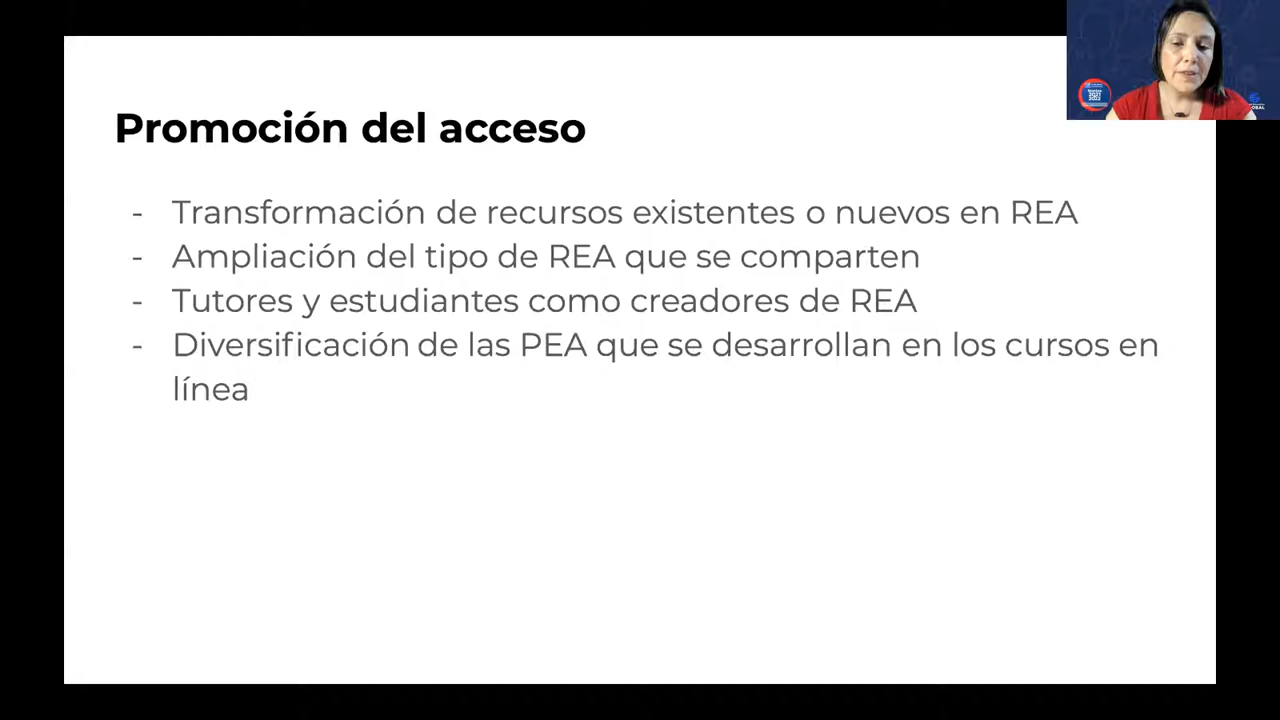 Promoción del acceso
- Transformación de recursos existentes o nuevos en REA
- Ampliación del tipo de REA que se comparten
- Tutores y estudiantes como creadores de REA
- Diversificación de las PEA que se desarrollan en los cursos en
línea